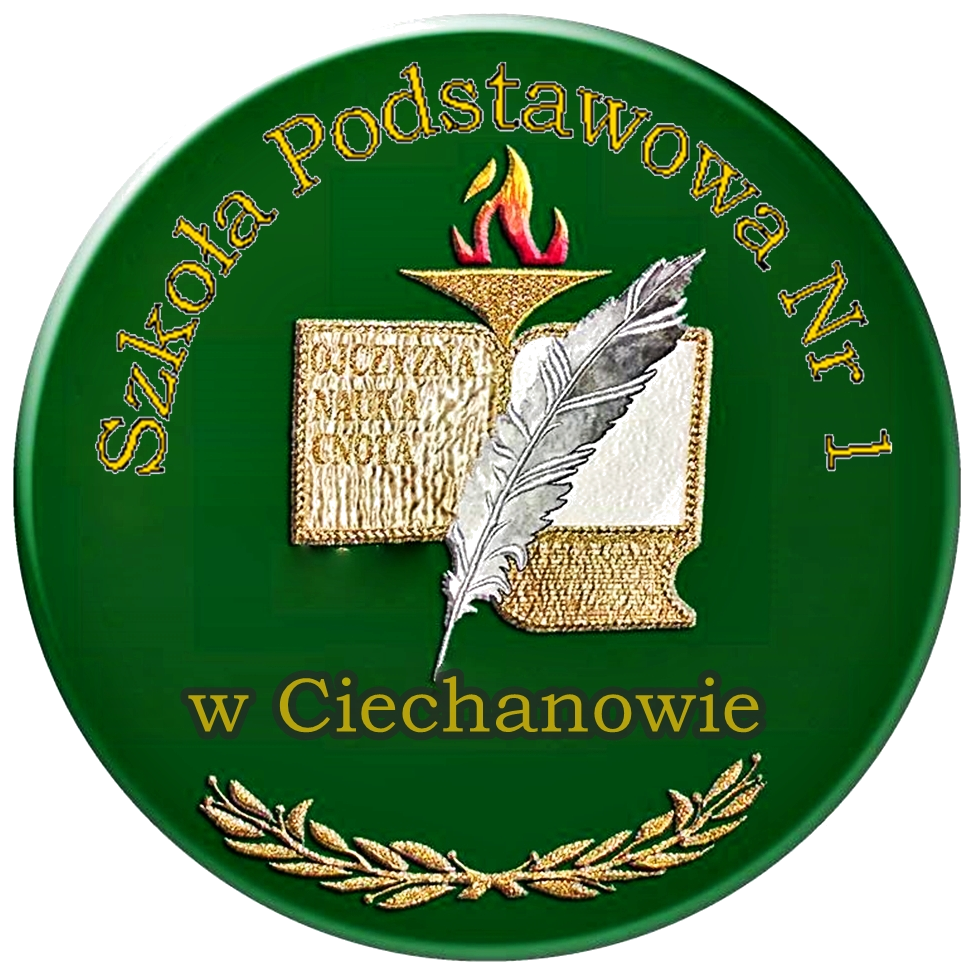 Szkoła Podstawowa Nr 1
OJCZYZNA
NAUKA
CNOTA
w Ciechanowie